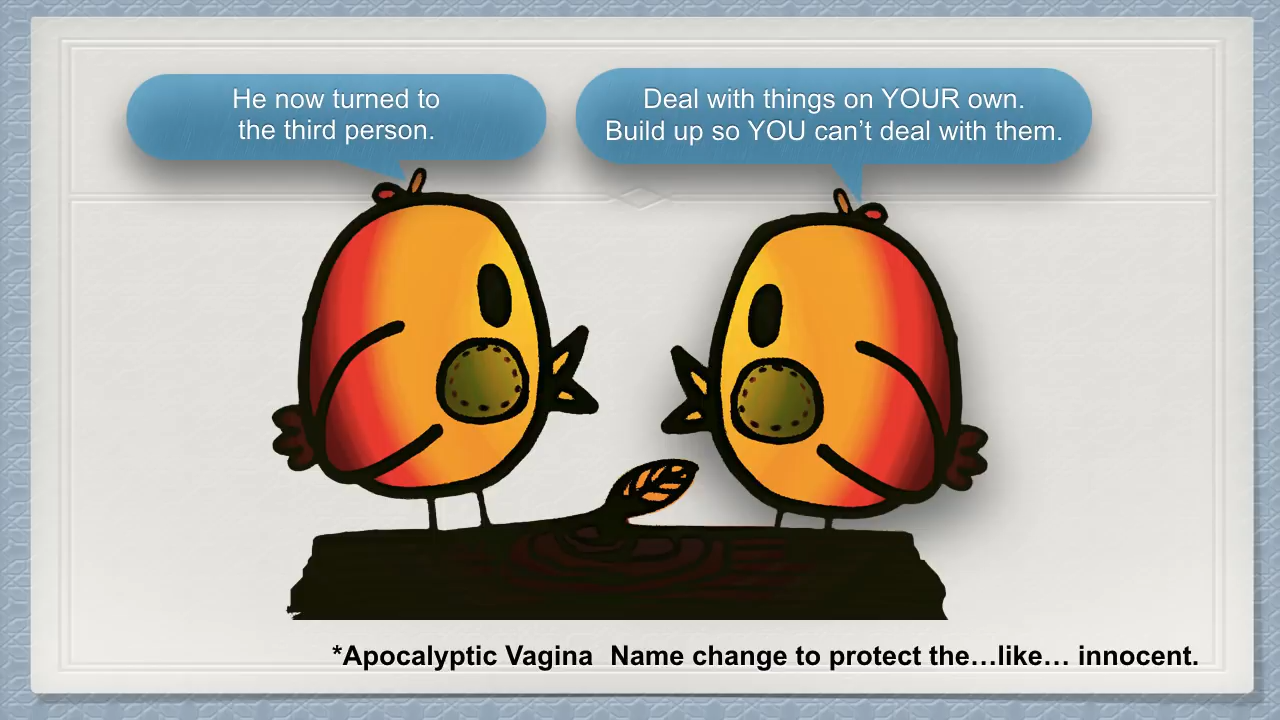 He now turned to
the third person.
Deal with things on YOUR own.
Build up so YOU can’t deal with them.
*Apocalyptic Vagina  Name change to protect the…like… innocent.